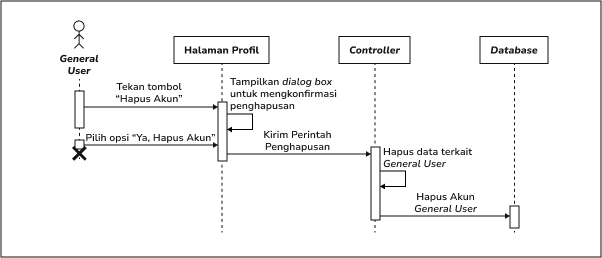 General
User
Halaman Profil
Controller
Database
Tekan tombol
“Hapus Akun”
Tampilkan dialog box
untuk mengkonfirmasi
penghapusan
Pilih opsi “Ya, Hapus Akun”
Kirim Perintah
Penghapusan
Hapus data terkait
General User
Hapus Akun
General User